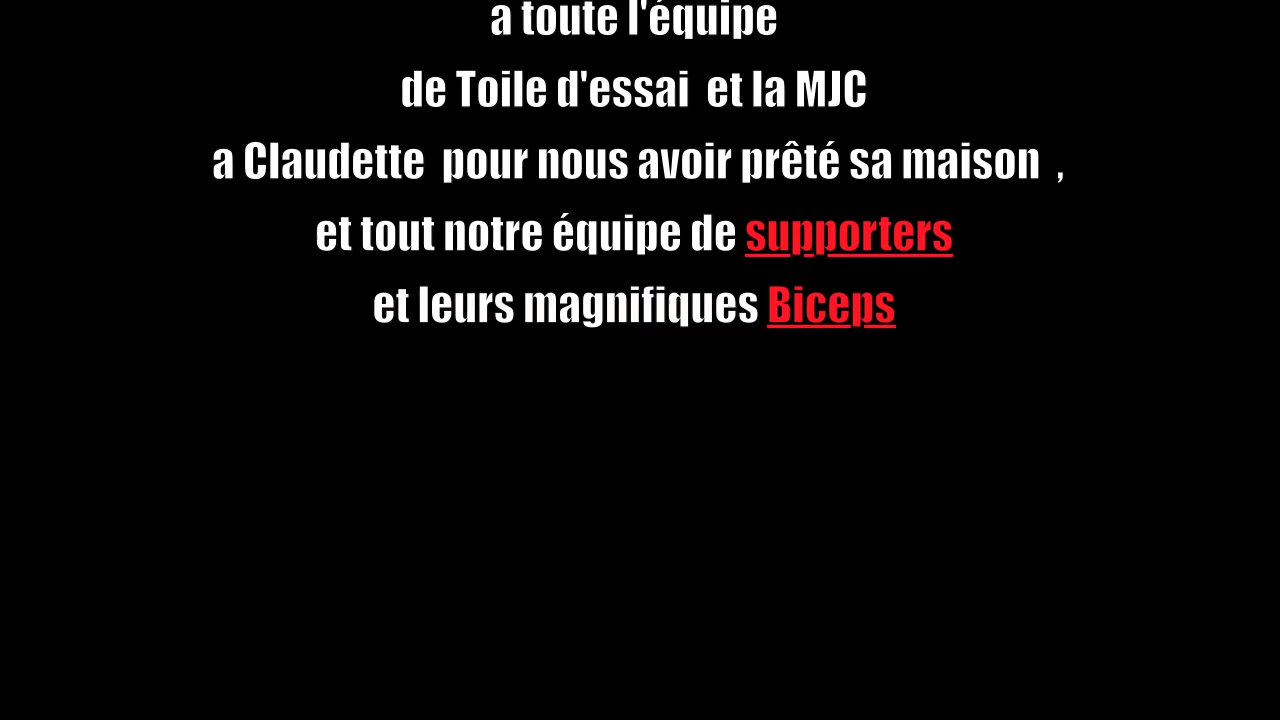 a toute l'équipe
de Toile d'essai et la MJC
a Claudette pour nous avoir prêté sa maison ,
et tout notre équipe de supporters
et leurs magnifiques Biceps